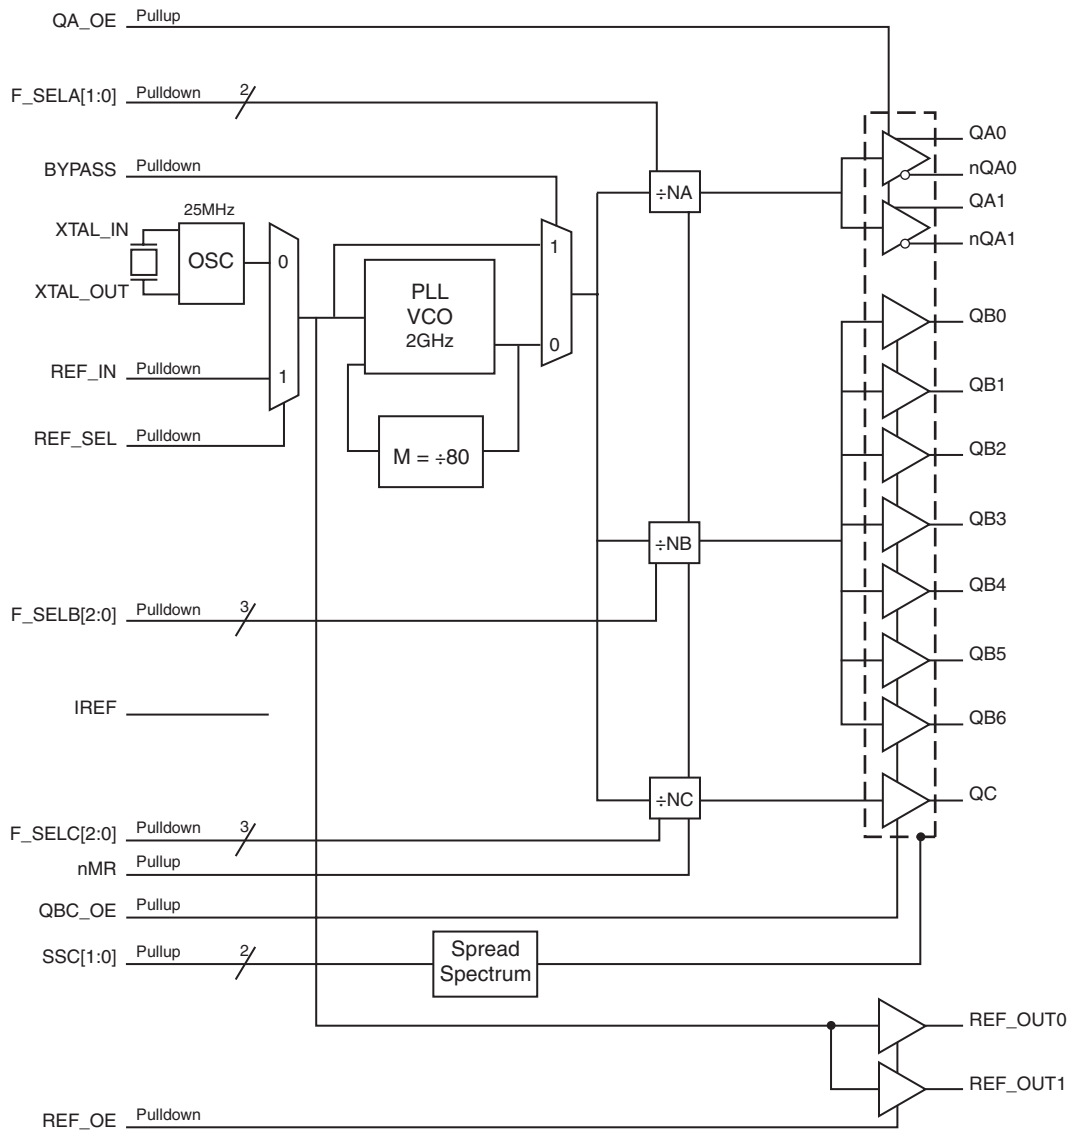 QA_OE Pullup
F_SELA[1:0] Pulldown 2
BYPASS Pulldown
25MHz
XTAL_IN
OSC
XTAL_OUT
0
1
REF_IN Pulldown
REF_SEL Pulldown
PLL
VCO
2GHz
M = ÷80
1
0
÷NA
÷NB
÷NC
QA0
nQA0
QA1
nQA1
QB0
QB1
QB2
QB3
QB4
QB5
QB6
QC
F_SELB[2:0] Pulldown 3
IREF
F_SELC[2:0] Pulldown 3
nMR Pullup
QBC_OE Pullup
SSC[1:0] Pullup 2
Spread
Spectrum
REF_OUT0
REF_OUT1
REF_OE Pulldown